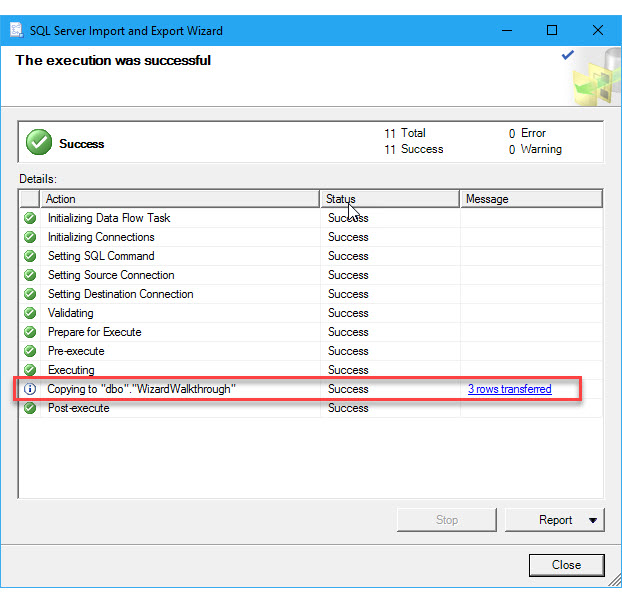 SQL Server Import and Export Wizard
The execution was successful
Success
11 Total
0 Error
11 Success
0 Warning
Details:
Action Status Message
Initializing Data Flow Task Success
Initializing Connections Success
Setting SQL Command Success
Setting Source Connection Success
Setting Destination Connection Success
Validating Success
Prepare for Execute Success
Pre-execute Success
Executing Success
Copying to "dbo"."WizardWalkthrough" Success 3 rows transferred
Post-execute Success
Stop Report
Close